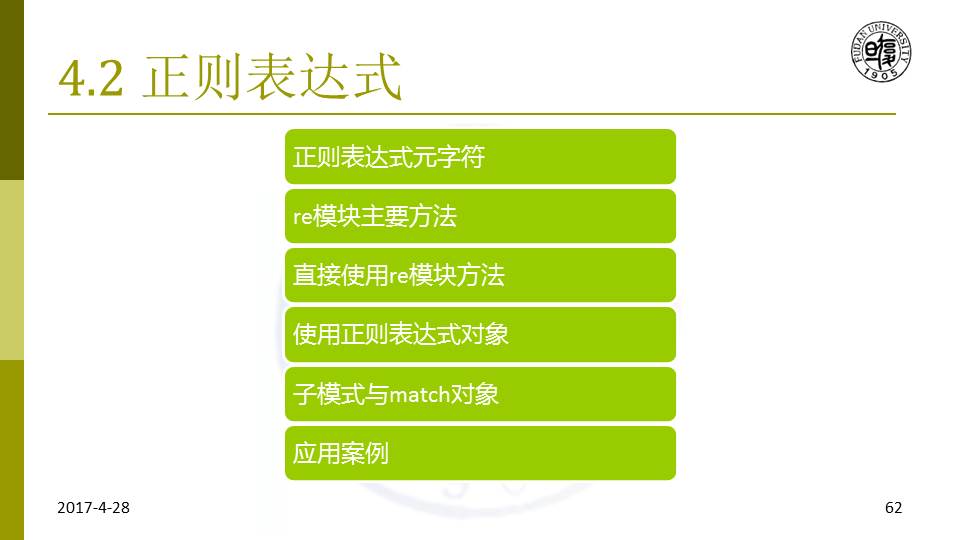 4.2 正则表达式
FUDAN UNIVERSITY
1905
正则表达式元字符
re模块主要方法
直接使用re模块方法
使用正则表达式对象
子模式与match对象
应用案例
2017-4-28
62